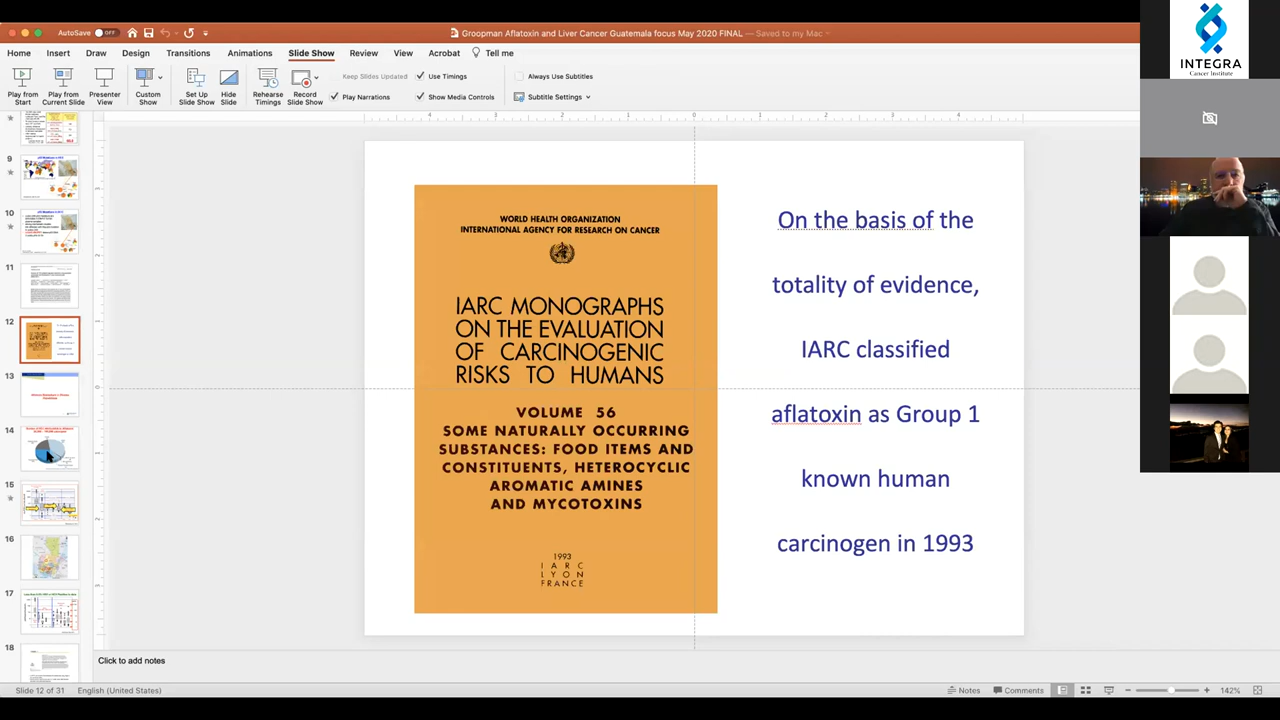 AutoSave OFF
Groopman Aflatoxin and Liver Cancer Guatemala focus May 2020 FINAL — Saved to my Mac
Home Insert Draw Design Transitions Animations Slide Show Review View Acrobat Tell me
Play from Start
Play from Current Slide
Presenter View
Custom Show
Set Up Slide Show
Hide Slide
Rehearse Timings
Record Slide Show
Keep Slides Updated
Play Narrations
Use Timings
Show Media Controls
Always Use Subtitles
Subtitle Settings
INTEGRA
Cancer Institute
9
10
11
12
13
14
15
16
17
18
WORLD HEALTH ORGANIZATION
INTERNATIONAL AGENCY FOR RESEARCH ON CANCER
IARC MONOGRAPHS
ON THE EVALUATION
OF CARCINOGENIC
RISKS TO HUMANS
VOLUME 56
SOME NATURALLY OCCURRING
SUBSTANCES: FOOD ITEMS AND
CONSTITUENTS, HETEROCYCLIC
AROMATIC AMINES
AND MYCOTOXINS
1993
IARC
LYON
FRANCE
On the basis of the
totality of evidence,
IARC classified
aflatoxin as Group 1
known human
carcinogen in 1993
Click to add notes
Slide 12 of 31 English (United States) Notes Comments 142%